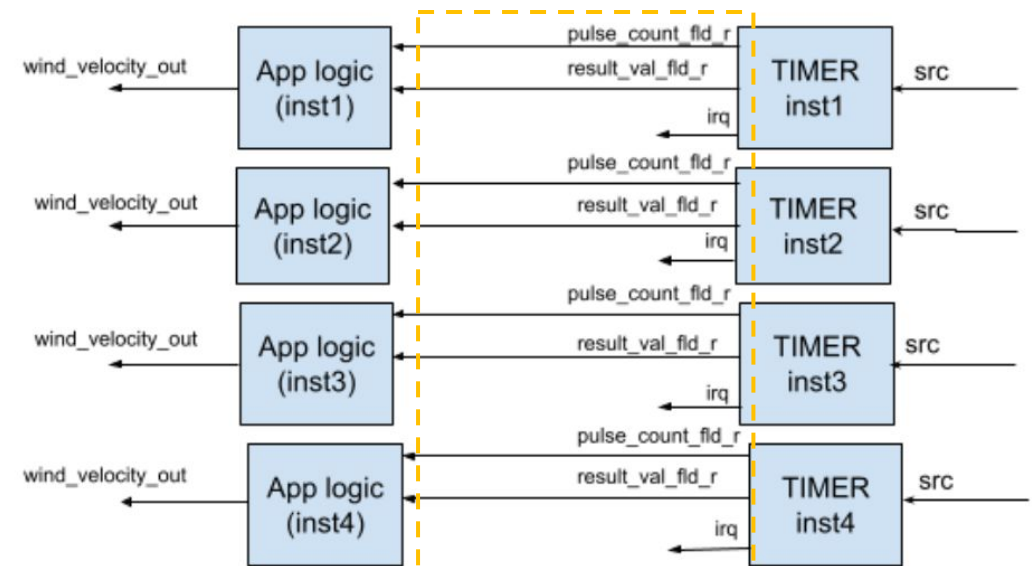 pulse_count_fld_r
wind_velocity_out
App logic
(inst1)
result_val_fld_r
irq
TIMER
inst1
src
pulse_count_fld_r
wind_velocity_out
App logic
(inst2)
result_val_fld_r
irq
TIMER
inst2
src
pulse_count_fld_r
wind_velocity_out
App logic
(inst3)
result_val_fld_r
irq
TIMER
inst3
src
pulse_count_fld_r
wind_velocity_out
App logic
(inst4)
result_val_fld_r
irq
TIMER
inst4
src